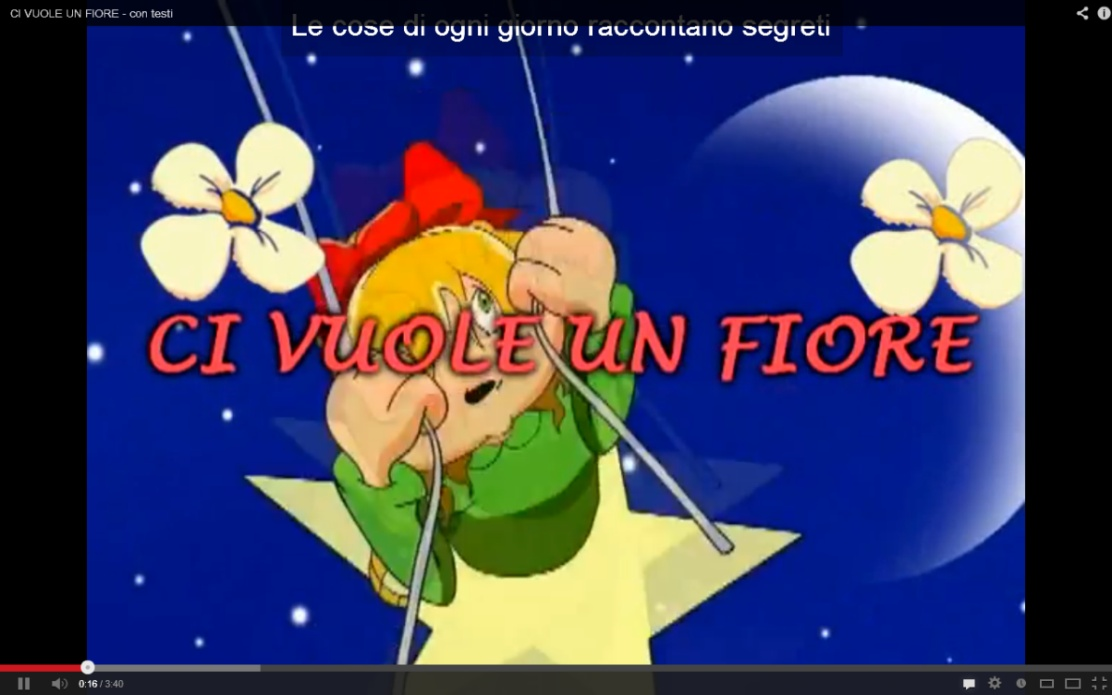 CI VUOLE UN FIORE - con testi
Le cose di ogni giorno raccontano segreti
CI VUOLE UN FIORE
0:16 / 3:40